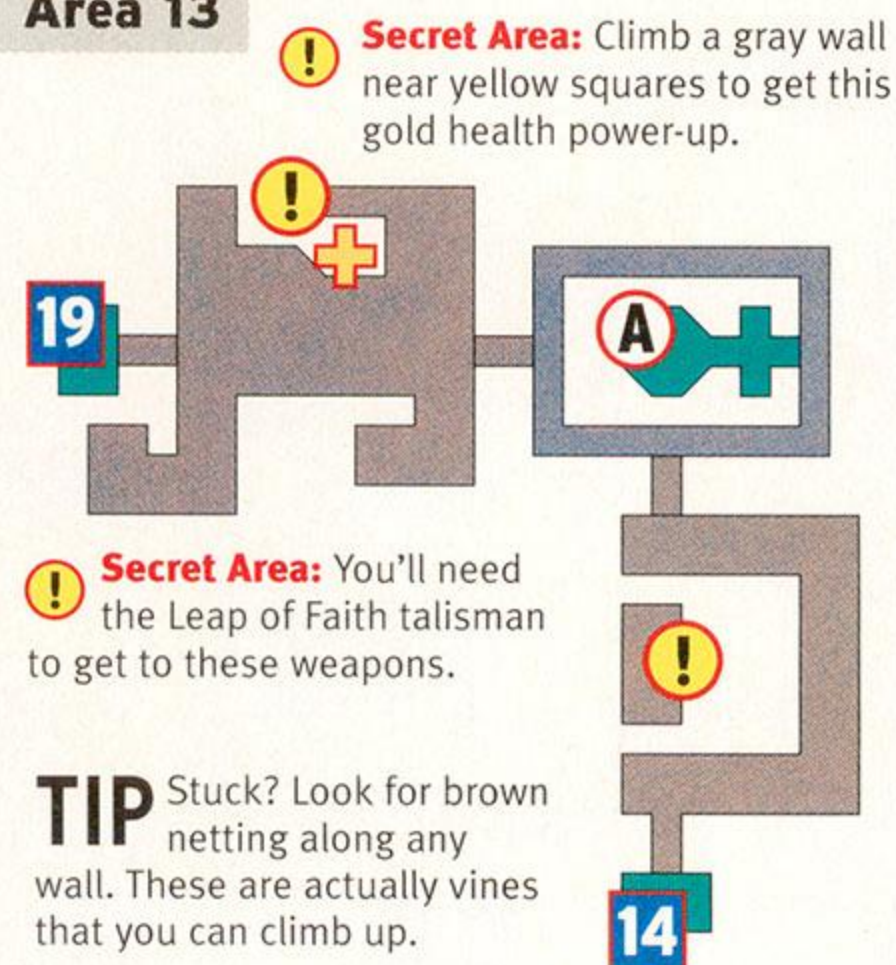 Area 13
! Secret Area: Climb a gray wall
near yellow squares to get this
gold health power-up.
!
19
A
! Secret Area: You'll need
the Leap of Faith talisman
to get to these weapons.
!
TIP Stuck? Look for brown
netting along any
wall. These are actually vines
that you can climb up.
14